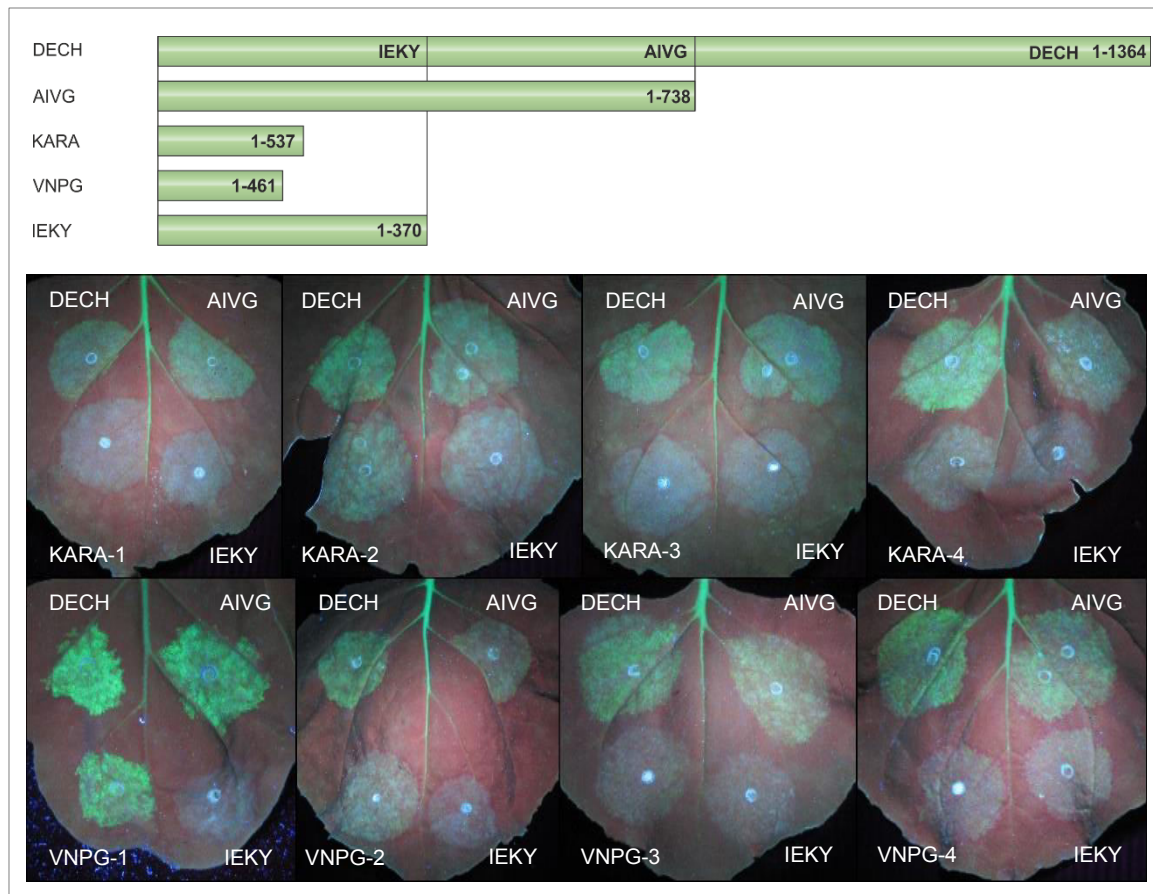 DECH IEKY AIVG DECH 1-1364
AIVG 1-738
KARA 1-537
VNPG 1-461
IEKY 1-370
DECH AIVG DECH AIVG DECH AIVG DECH AIVG
KARA-1 IEKY KARA-2 IEKY KARA-3 IEKY KARA-4 IEKY
DECH AIVG DECH AIVG DECH AIVG DECH AIVG
VNPG-1 IEKY VNPG-2 IEKY VNPG-3 IEKY VNPG-4 IEKY